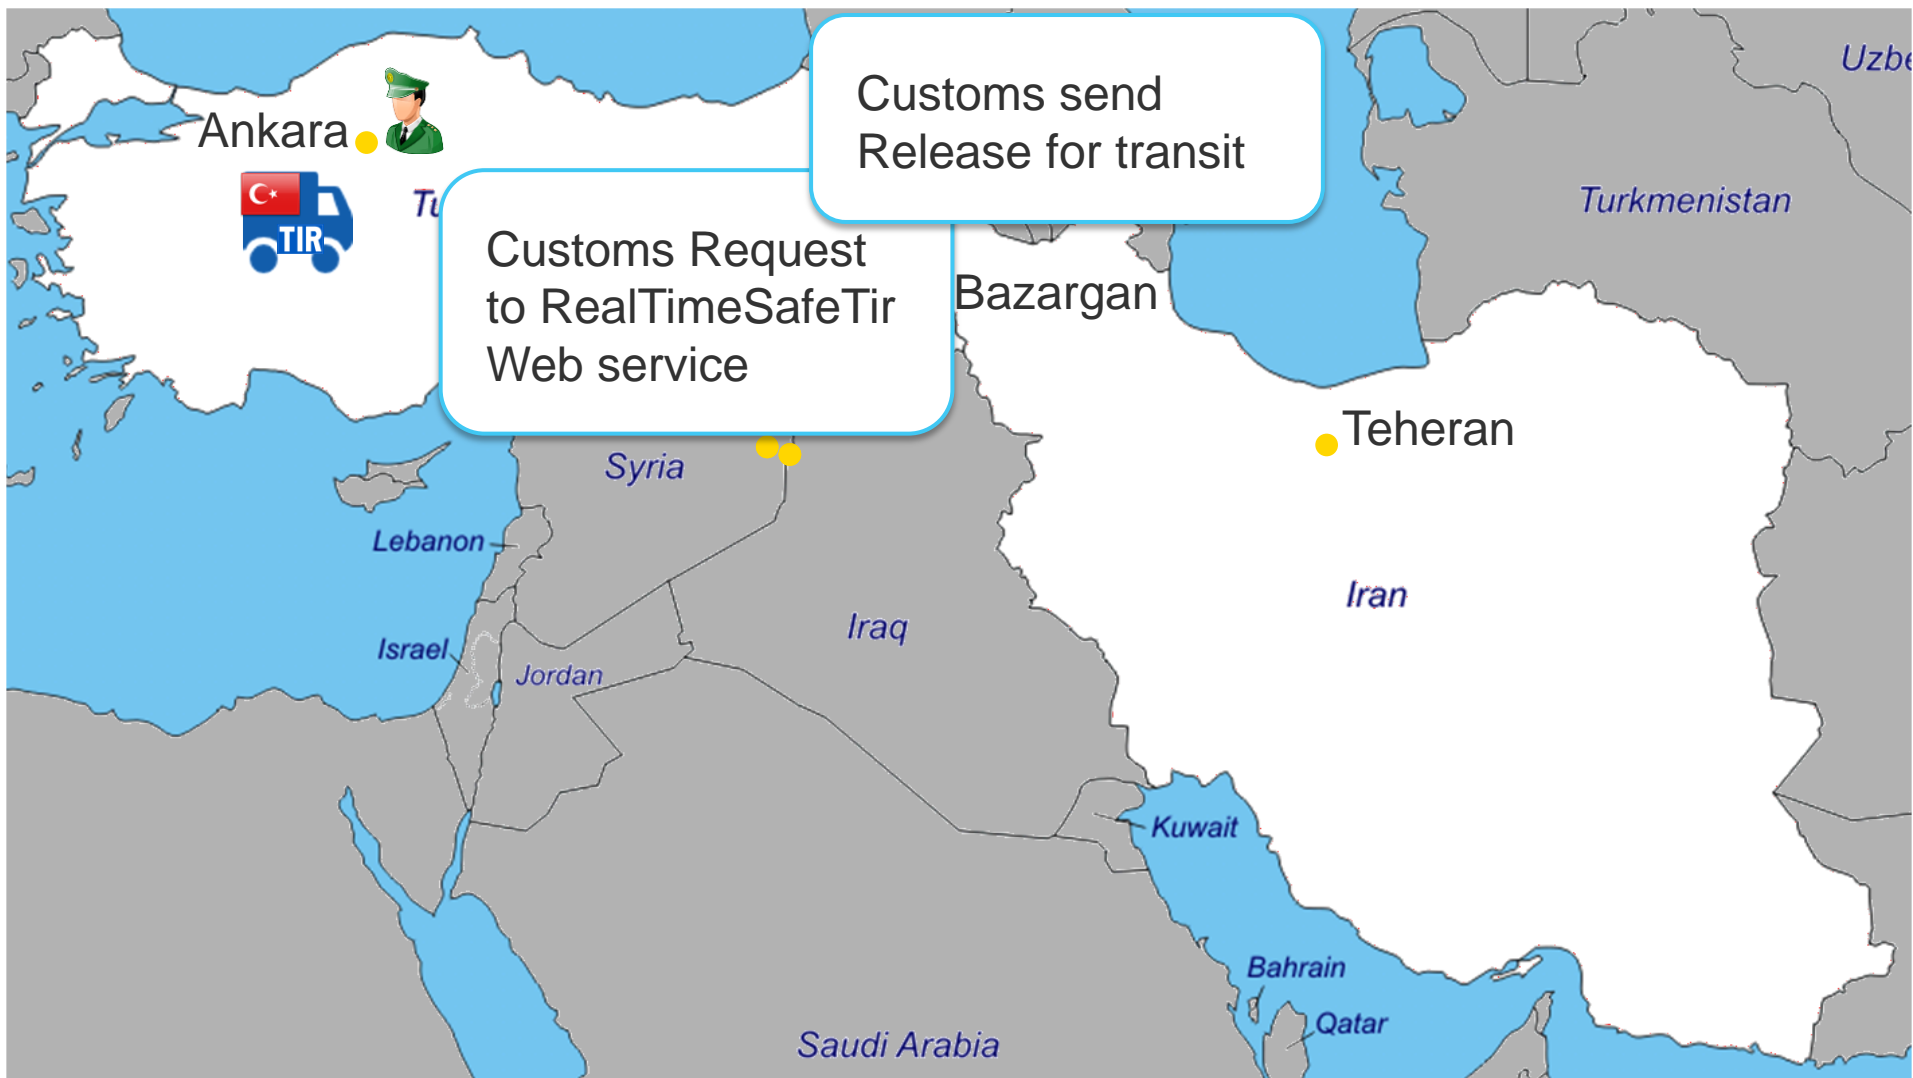 Uzbe
Customs send
Release for transit
Ankara
Turkmenistan
TIR
Tu
Customs Request
to RealTimeSafeTir
Web service
Bazargan
Teheran
Syria
Lebanon
Iran
Iraq
Israel
Jordan
Kuwait
Bahrain
Qatar
Saudi Arabia